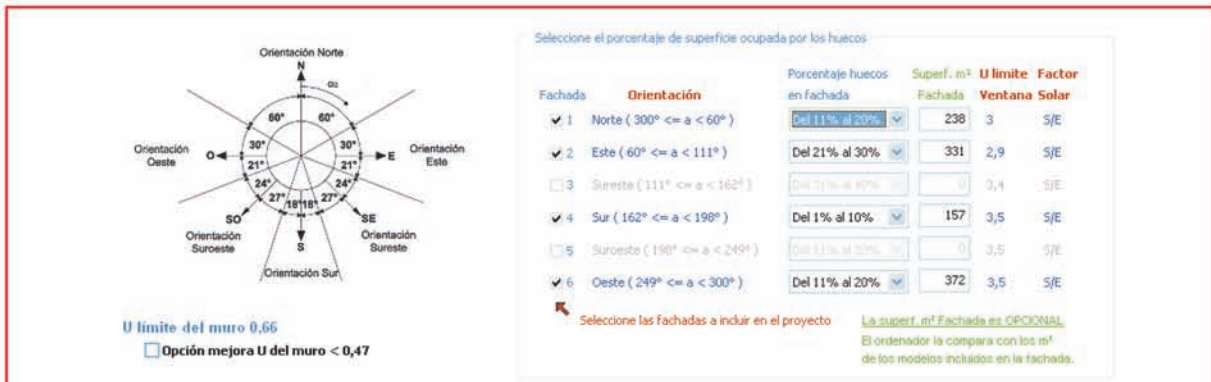 Orientación Norte
N
α
60° 60°
30° 30°
21° 21°
24° 24°
27° 18° 18° 27°
Orientación
Oeste
O
E
Orientación
Este
SO
SE
S
Orientación
Suroeste
Orientación
Sureste
Orientación Sur
U límite del muro 0,66
Opción mejora U del muro < 0,47
Seleccione el porcentaje de superficie ocupada por los huecos
Porcentaje huecos Superf. m² U límite Factor
Fachada Orientación en fachada Fachada Ventana Solar
1 Norte ( 300° <= a < 60° ) Del 11% al 20% 238 3 S/E
2 Este ( 60° <= a < 111° ) Del 21% al 30% 331 2,9 S/E
3 Sureste ( 111° <= a < 162° ) 0 3,4 S/E
4 Sur ( 162° <= a < 198° ) Del 1% al 10% 157 3,5 S/E
5 Suroeste ( 198° <= a < 249° ) 0 3,5 S/E
6 Oeste ( 249° <= a < 300° ) Del 11% al 20% 372 3,5 S/E
Seleccione las fachadas a incluir en el proyecto
La superf. m² Fachada es OPCIONAL
El ordenador la compara con los m²
de los modelos incluidos en la fachada.